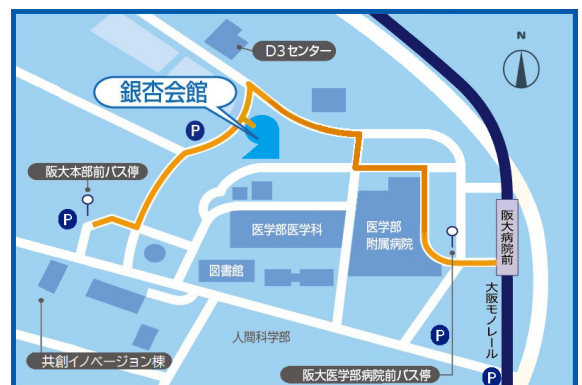 D3センター
N
銀杏会館
P
阪大本部前バス停
P
医学部医学科
医学部
附属病院
阪大病院前
図書館
大阪モノレール
人間科学部
P
共創イノベーション棟
阪大医学部病院前バス停
P